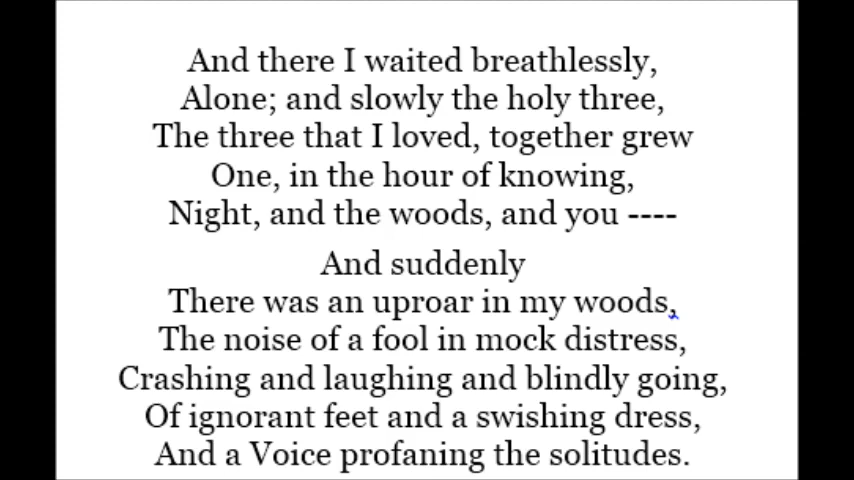 And there I waited breathlessly,
Alone; and slowly the holy three,
The three that I loved, together grew
One, in the hour of knowing,
Night, and the woods, and you ----
And suddenly
There was an uproar in my woods,
The noise of a fool in mock distress,
Crashing and laughing and blindly going,
Of ignorant feet and a swishing dress,
And a Voice profaning the solitudes.